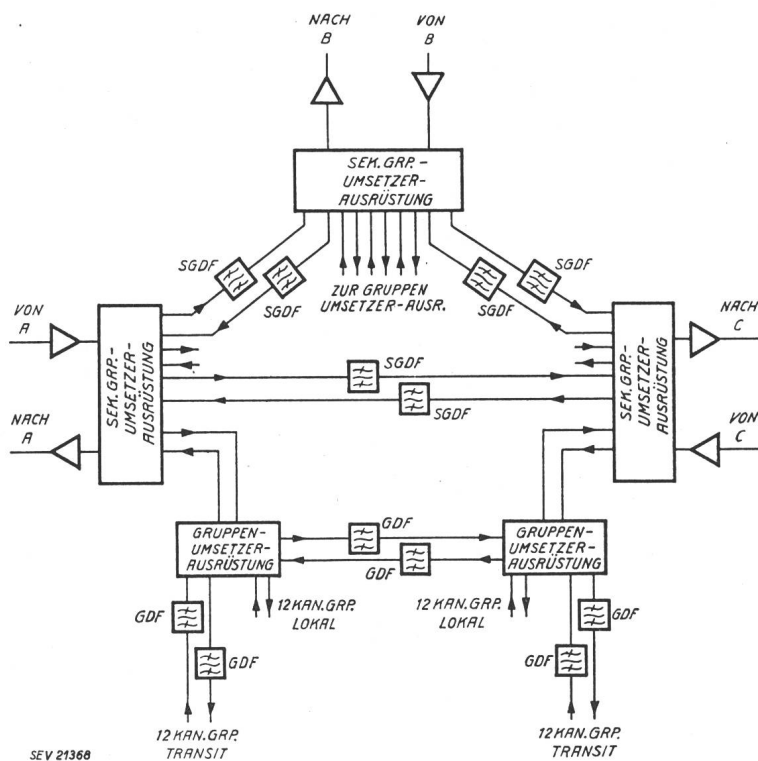 NACH
B
VON
B
SEK. GRP.-
UMSETZER-
AUSRÜSTUNG
SGDF
SGDF
ZUR GRUPPEN
UMSETZER-AUSR.
SGDF
SGDF
VON
A
NACH
A
SEK. GRP.-
UMSETZER-
AUSRÜSTUNG
SGDF
SGDF
SEK. GRP.-
UMSETZER-
AUSRÜSTUNG
NACH
C
VON
C
GRUPPEN-
UMSETZER-
AUSRÜSTUNG
GDF
GDF
GRUPPEN-
UMSETZER-
AUSRÜSTUNG
12 KAN. GRP.
LOKAL
12 KAN. GRP.
LOKAL
GDF
GDF
GDF
GDF
12 KAN. GRP.
TRANSIT
12 KAN. GRP.
TRANSIT
SEV 21368